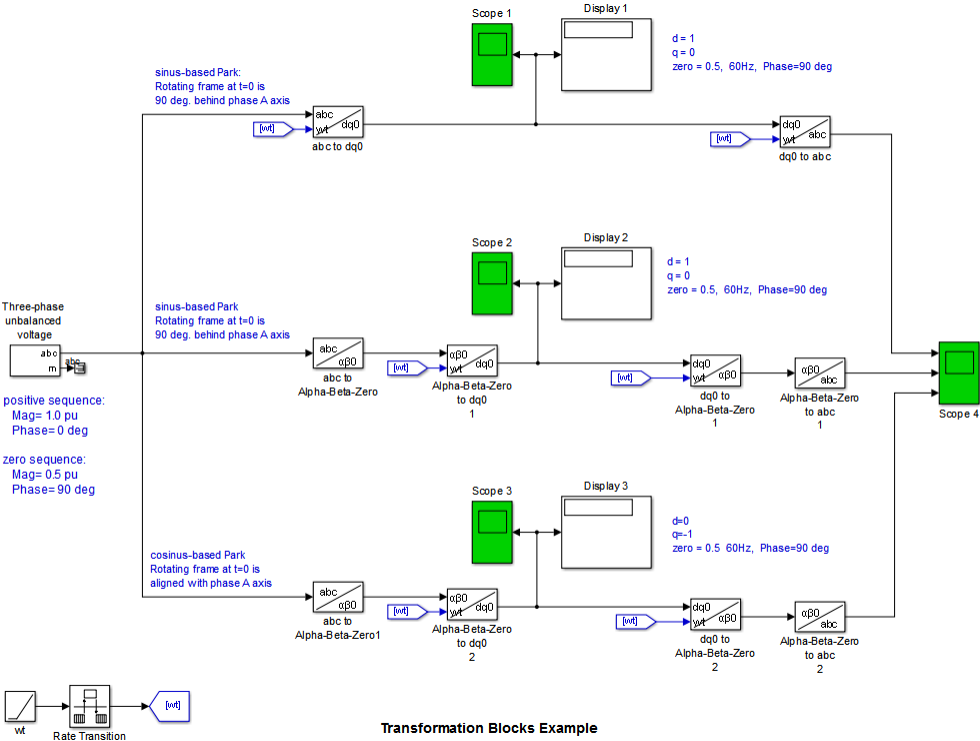 Scope 1
Display 1
d = 1
q = 0
zero = 0.5, 60Hz, Phase=90 deg
sinus-based Park:
Rotating frame at t=0 is
90 deg. behind phase A axis
abc
wt
dq0
[wt]
abc to dq0
dq0
wt
abc
[wt]
dq0 to abc
Scope 2
Display 2
d = 1
q = 0
zero = 0.5, 60Hz, Phase=90 deg
Three-phase
unbalanced
voltage
abc
m
abc
sinus-based Park
Rotating frame at t=0 is
90 deg. behind phase A axis
abc
αβ0
abc to
Alpha-Beta-Zero
[wt]
αβ0
wt
dq0
Alpha-Beta-Zero
to dq0
1
[wt]
dq0
wt
αβ0
dq0 to
Alpha-Beta-Zero
1
αβ0
abc
Alpha-Beta-Zero
to abc
1
Scope 4
positive sequence:
Mag= 1.0 pu
Phase= 0 deg
zero sequence:
Mag= 0.5 pu
Phase= 90 deg
Scope 3
Display 3
d=0
q=-1
zero = 0.5 60Hz, Phase=90 deg
cosinus-based Park
Rotating frame at t=0 is
aligned with phase A axis
abc
αβ0
abc to
Alpha-Beta-Zero1
[wt]
αβ0
wt
dq0
Alpha-Beta-Zero
to dq0
2
[wt]
dq0
wt
αβ0
dq0 to
Alpha-Beta-Zero
2
αβ0
abc
Alpha-Beta-Zero
to abc
2
wt
Rate Transition
[wt]
Transformation Blocks Example